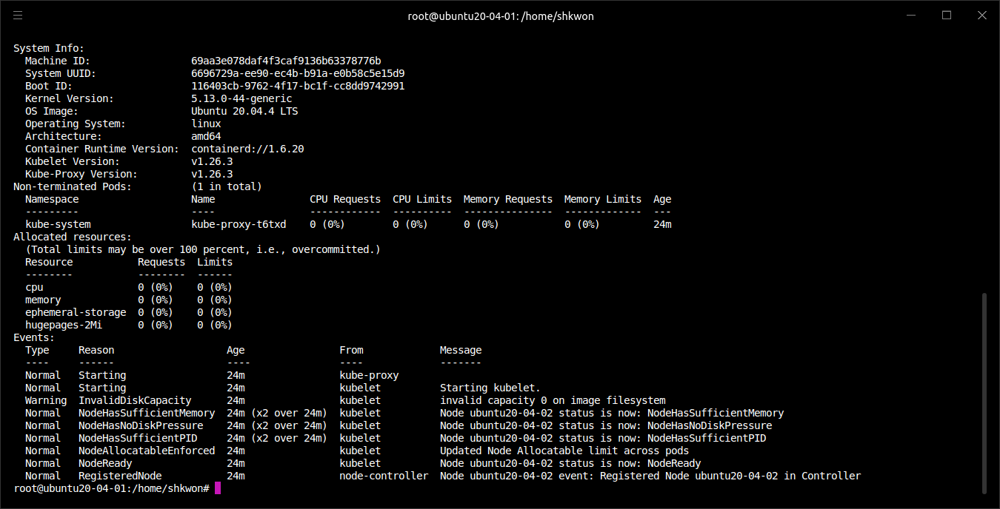 root@ubuntu20-04-01: /home/shkwon
System Info:
  Machine ID:                 69aa3e078daf4f3caf9136b63378776b
  System UUID:                6696729a-ee90-ec4b-b91a-e0b58c5e15d9
  Boot ID:                    116403cb-9762-4f17-bc1f-cc8dd9742991
  Kernel Version:             5.13.0-44-generic
  OS Image:                   Ubuntu 20.04.4 LTS
  Operating System:           linux
  Architecture:               amd64
  Container Runtime Version:  containerd://1.6.20
  Kubelet Version:            v1.26.3
  Kube-Proxy Version:         v1.26.3
Non-terminated Pods:          (1 in total)
  Namespace                   Name                CPU Requests  CPU Limits  Memory Requests  Memory Limits  Age
  ---------                   ----                ------------  ----------  ---------------  -------------  ---
  kube-system                 kube-proxy-t6txd    0 (0%)        0 (0%)      0 (0%)           0 (0%)         24m
Allocated resources:
  (Total limits may be over 100 percent, i.e., overcommitted.)
  Resource           Requests  Limits
  --------           --------  ------
  cpu                0 (0%)    0 (0%)
  memory             0 (0%)    0 (0%)
  ephemeral-storage  0 (0%)    0 (0%)
  hugepages-2Mi      0 (0%)    0 (0%)
Events:
  Type     Reason                   Age                From             Message
  ----     ------                   ----               ----             -------
  Normal   Starting                 24m                kube-proxy
  Normal   Starting                 24m                kubelet          Starting kubelet.
  Warning  InvalidDiskCapacity      24m                kubelet          invalid capacity 0 on image filesystem
  Normal   NodeHasSufficientMemory  24m (x2 over 24m)  kubelet          Node ubuntu20-04-02 status is now: NodeHasSufficientMemory
  Normal   NodeHasNoDiskPressure    24m (x2 over 24m)  kubelet          Node ubuntu20-04-02 status is now: NodeHasNoDiskPressure
  Normal   NodeHasSufficientPID     24m (x2 over 24m)  kubelet          Node ubuntu20-04-02 status is now: NodeHasSufficientPID
  Normal   NodeAllocatableEnforced  24m                kubelet          Updated Node Allocatable limit across pods
  Normal   NodeReady                24m                kubelet          Node ubuntu20-04-02 status is now: NodeReady
  Normal   RegisteredNode           24m                node-controller  Node ubuntu20-04-02 event: Registered Node ubuntu20-04-02 in Controller
root@ubuntu20-04-01:/home/shkwon#